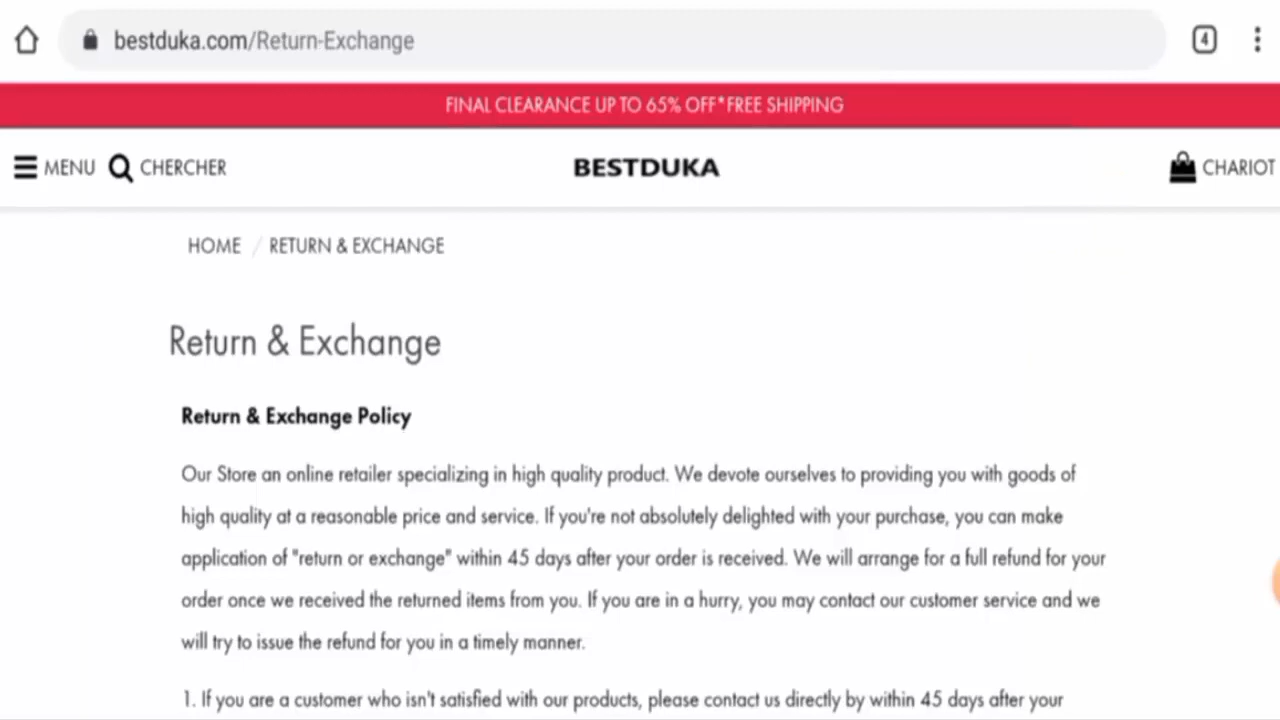 bestduka.com/Return-Exchange
4
FINAL CLEARANCE UP TO 65% OFF*FREE SHIPPING
MENU CHERCHER BESTDUKA CHARIOT
HOME / RETURN & EXCHANGE
Return & Exchange
Return & Exchange Policy
Our Store an online retailer specializing in high quality product. We devote ourselves to providing you with goods of
high quality at a reasonable price and service. If you're not absolutely delighted with your purchase, you can make
application of "return or exchange" within 45 days after your order is received. We will arrange for a full refund for your
order once we received the returned items from you. If you are in a hurry, you may contact our customer service and we
will try to issue the refund for you in a timely manner.
1. If you are a customer who isn't satisfied with our products, please contact us directly by within 45 days after your